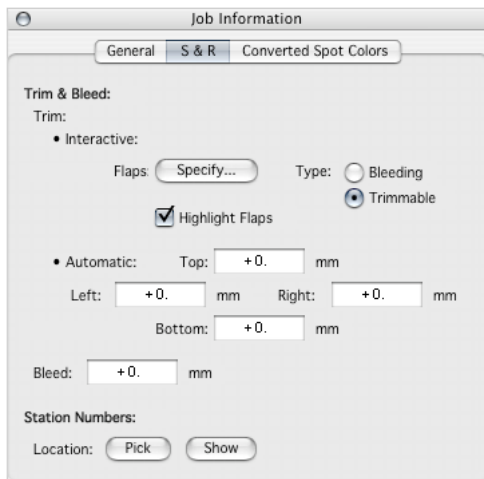 Job Information
General S & R Converted Spot Colors
Trim & Bleed:
Trim:
• Interactive:
Flaps: Specify... Type: Bleeding
Trimmable
Highlight Flaps
• Automatic: Top: +0. mm
Left: +0. mm Right: +0. mm
Bottom: +0. mm
Bleed: +0. mm
Station Numbers:
Location: Pick Show